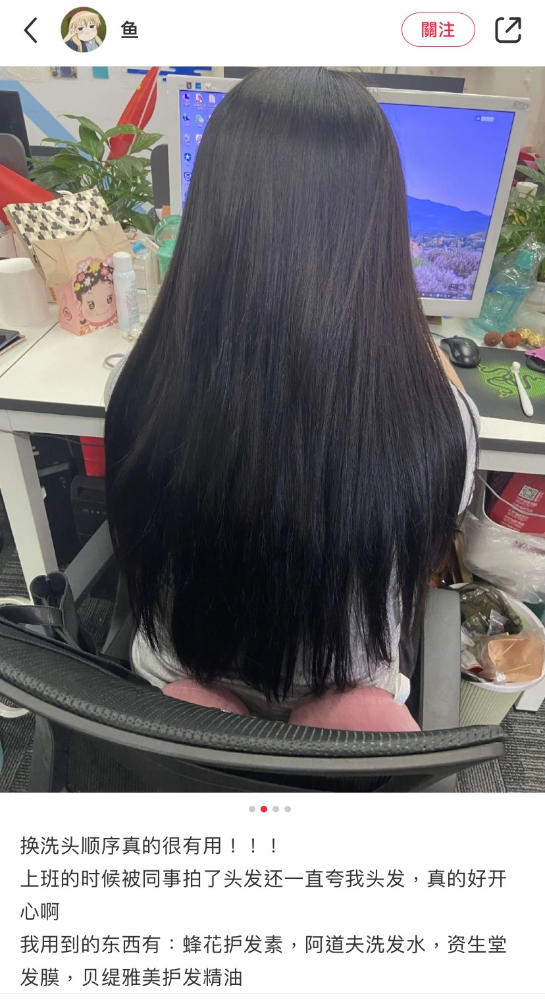 鱼
關注
换洗头顺序真的很有用！！！
上班的时候被同事拍了头发还一直夸我头发，真的好开
心啊
我用到的东西有：蜂花护发素，阿道夫洗发水，资生堂
发膜，贝缇雅美护发精油